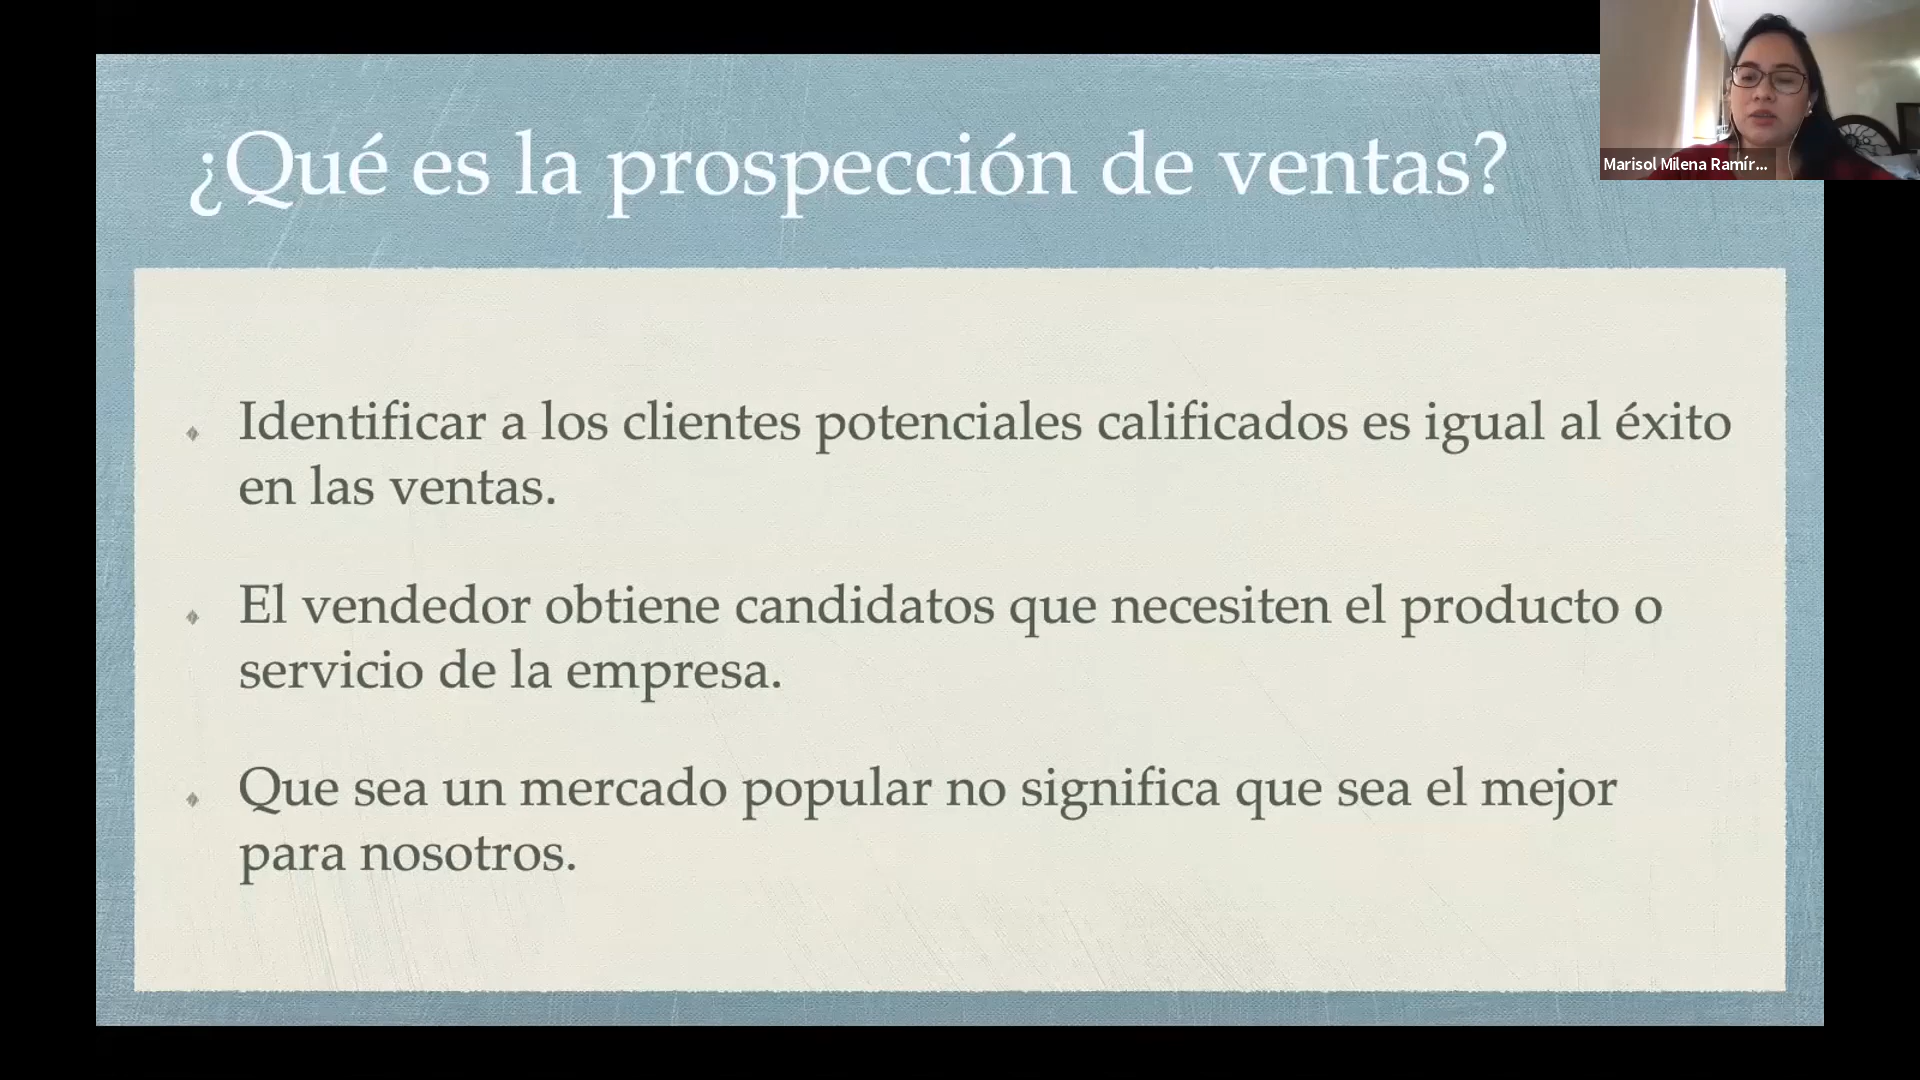 ¿Qué es la prospección de ventas?
Marisol Milena Ramír...
Identificar a los clientes potenciales calificados es igual al éxito
en las ventas.
El vendedor obtiene candidatos que necesiten el producto o
servicio de la empresa.
Que sea un mercado popular no significa que sea el mejor
para nosotros.